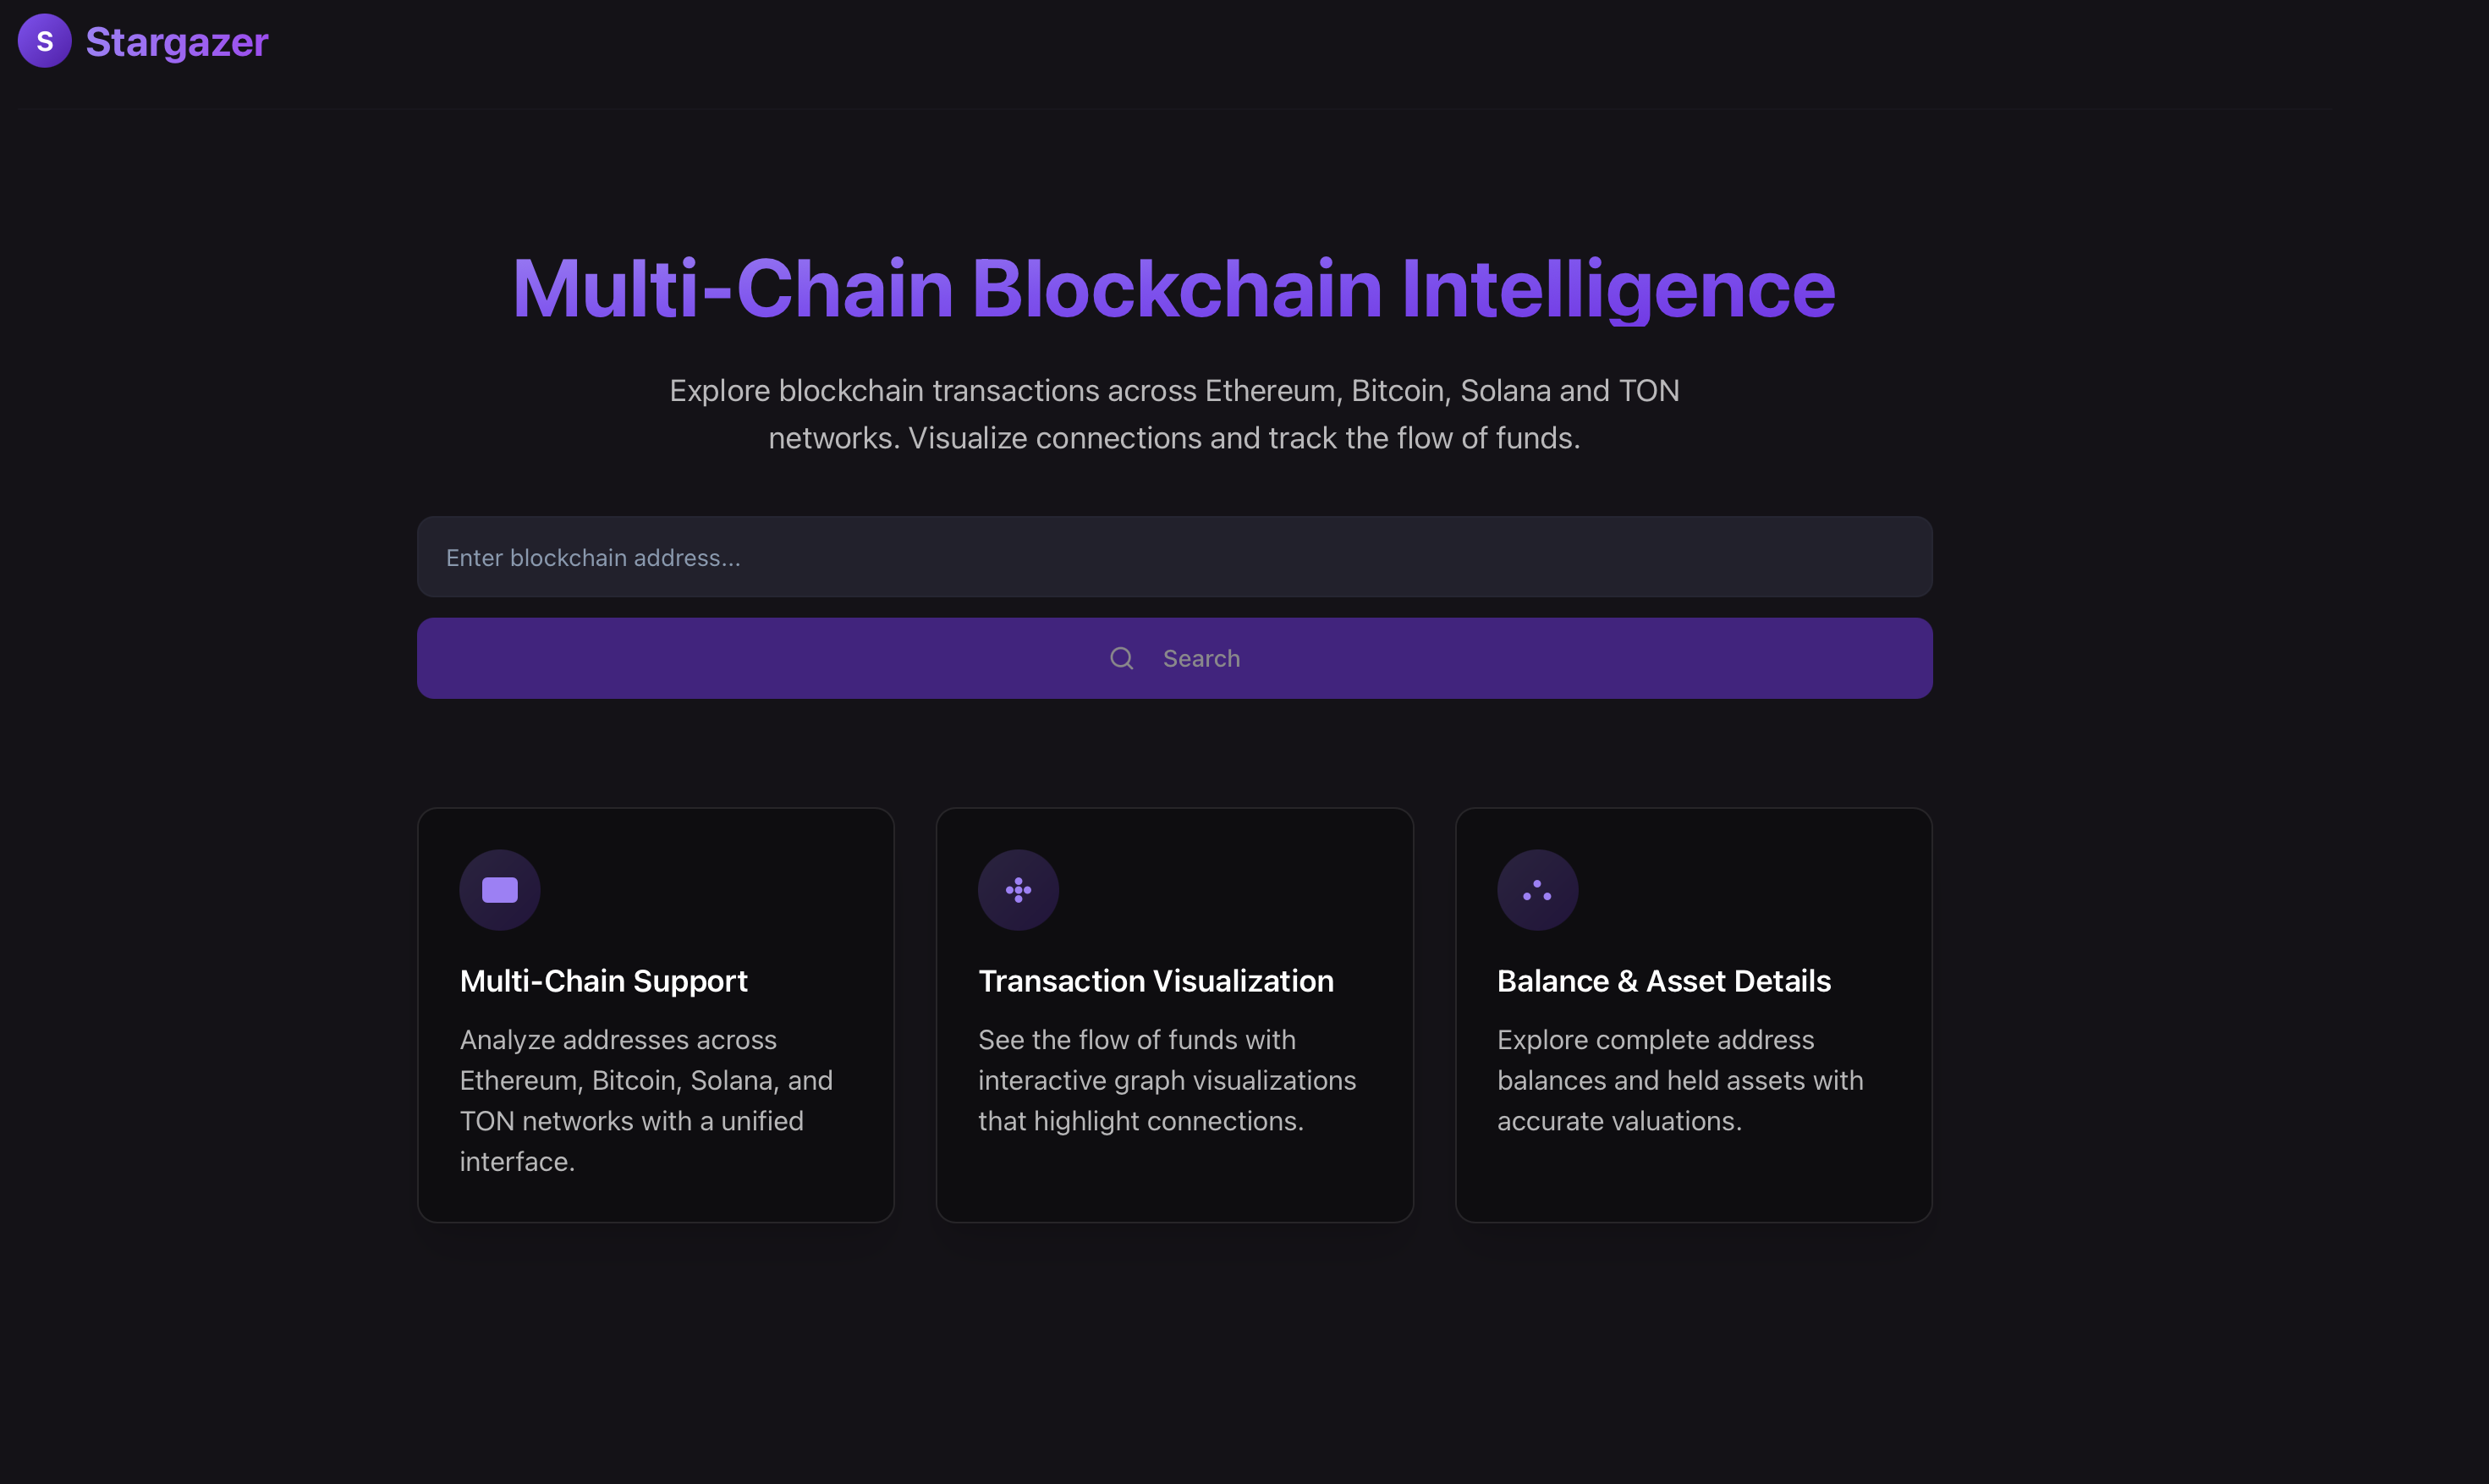 S Stargazer
Multi-Chain Blockchain Intelligence
Explore blockchain transactions across Ethereum, Bitcoin, Solana and TON
networks. Visualize connections and track the flow of funds.
Enter blockchain address...
Search
Multi-Chain Support
Analyze addresses across
Ethereum, Bitcoin, Solana, and
TON networks with a unified
interface.
Transaction Visualization
See the flow of funds with
interactive graph visualizations
that highlight connections.
Balance & Asset Details
Explore complete address
balances and held assets with
accurate valuations.